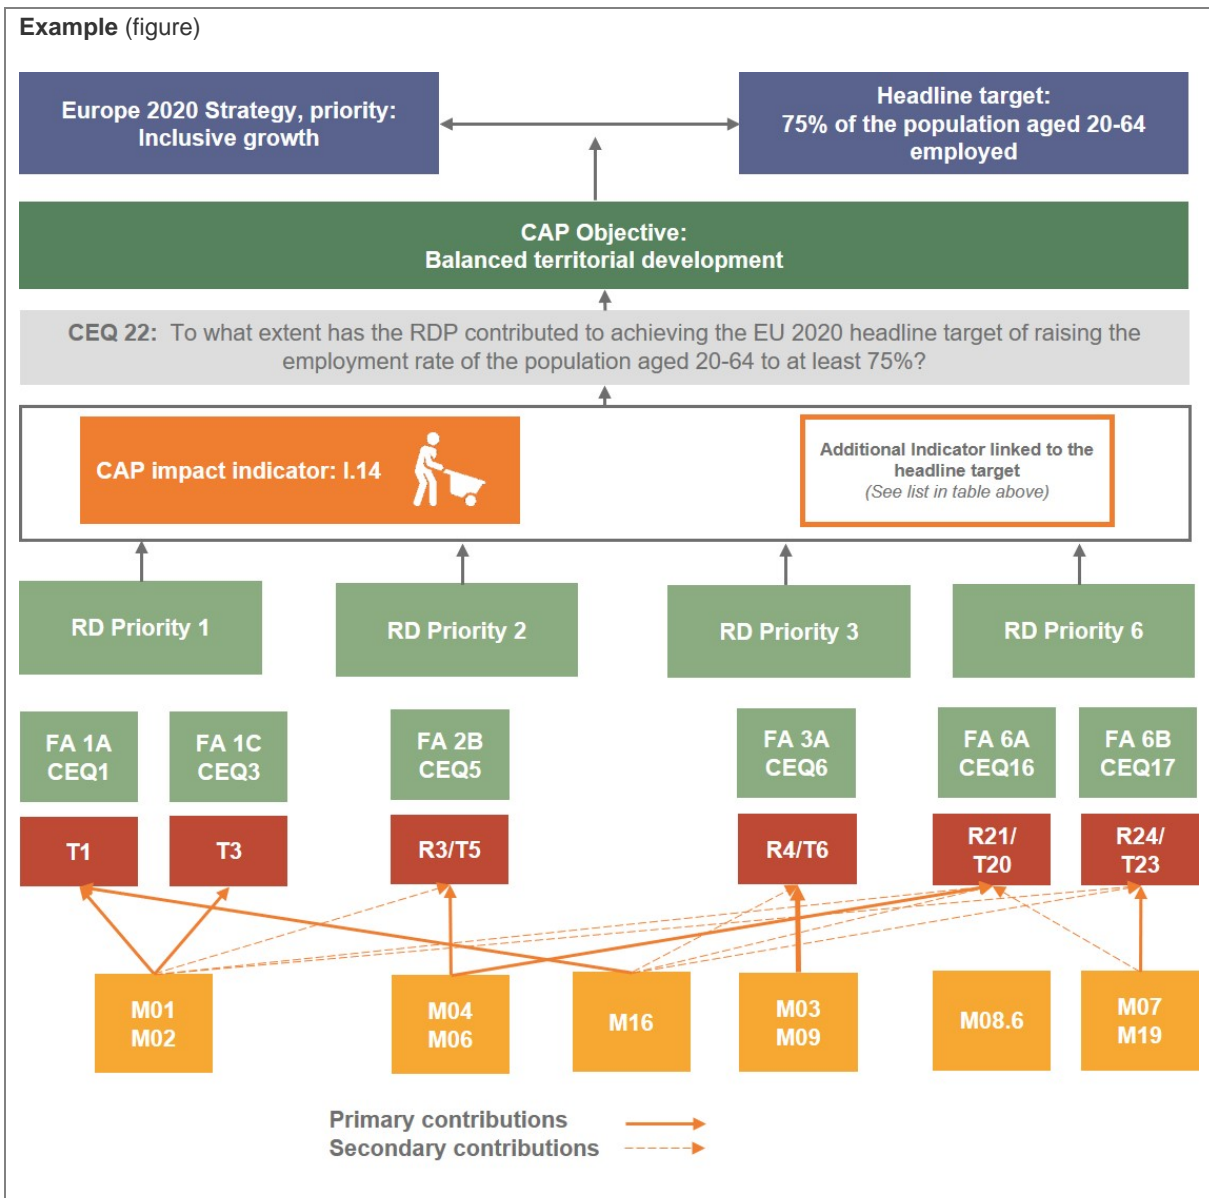 Example (figure)
Europe 2020 Strategy, priority:
Inclusive growth
Headline target:
75% of the population aged 20-64
employed
CAP Objective:
Balanced territorial development
CEQ 22: To what extent has the RDP contributed to achieving the EU 2020 headline target of raising the
employment rate of the population aged 20-64 to at least 75%?
CAP impact indicator: I.14
Additional Indicator linked to the
headline target
(See list in table above)
RD Priority 1
RD Priority 2
RD Priority 3
RD Priority 6
FA 1A
CEQ1
FA 1C
CEQ3
FA 2B
CEQ5
FA 3A
CEQ6
FA 6A
CEQ16
FA 6B
CEQ17
T1
T3
R3/T5
R4/T6
R21/
T20
R24/
T23
M01
M02
M04
M06
M16
M03
M09
M08.6
M07
M19
Primary contributions
Secondary contributions